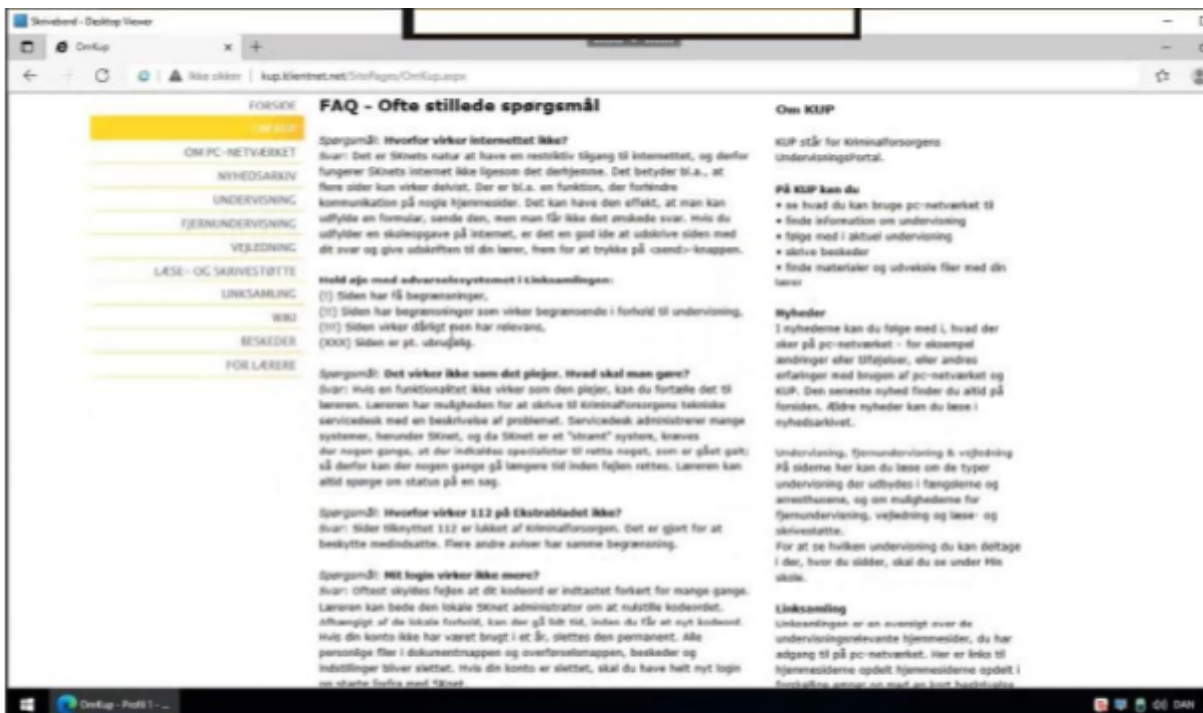 Skrivebord - Desktop Viewer
OmKup
Ikke sikker kup.klientnet.net/SitePages/OmKup.aspx
FORSIDE
OM KUP
OM PC-NETVÆRKET
NYHEDSARKIV
UNDERVISNING
FJERNUNDERVISNING
VEJLEDNING
LÆSE- OG SKRIVESTØTTE
LINKSAMLING
WIKI
BESKEDER
FOR LÆRERE
FAQ - Ofte stillede spørgsmål
Spørgsmål: Hvorfor virker internettet ikke?
Svar: Det er SKnets natur at have en restriktiv tilgang til internettet, og derfor
fungerer SKnets internet ikke ligesom det derhjemme. Det betyder bl.a., at
flere sider kun virker delvist. Der er bl.a. en funktion, der forhindre
kommunikation på nogle hjemmesider. Det kan have den effekt, at man kan
udfylde en formular, sende den, men man får ikke det ønskede svar. Hvis du
udfylder en skoleopgave på internet, er det en god ide at udskrive siden med
dit svar og give udskriften til din lærer, frem for at trykke på <send>-knappen.
Hold øje med advarselssystemet i Linksamlingen:
(!) Siden har få begrænsninger,
(!!) Siden har begrænsninger som virker begrænsende i forhold til undervisning,
(!!!) Siden virker dårligt men har relevans,
(XXX) Siden er pt. ubrugelig.
Spørgsmål: Det virker ikke som det plejer. Hvad skal man gøre?
Svar: Hvis en funktionalitet ikke virker som den plejer, kan du fortælle det til
læreren. Læreren har muligheden for at skrive til Kriminalforsorgens tekniske
servicedesk med en beskrivelse af problemet. Servicedesk administrerer mange
systemer, herunder SKnet, og da SKnet er et "stramt" system, kræves
der nogen gange, at der indkaldes specialister til rette noget, som er gået galt;
så derfor kan der nogen gange gå længere tid inden fejlen rettes. Læreren kan
altid spørge om status på en sag.
Spørgsmål: Hvorfor virker 112 på Ekstrabladet ikke?
Svar: Sider tilknyttet 112 er lukket af Kriminalforsorgen. Det er gjort for at
beskytte medindsatte. Flere andre aviser har samme begrænsning.
Spørgsmål: Mit login virker ikke mere?
Svar: Oftest skyldes fejlen at dit kodeord er indtastet forkert for mange gange.
Læreren kan bede den lokale SKnet administrator om at nulstille kodeordet.
Afhængigt af de lokale forhold, kan der gå lidt tid, inden du får et nyt kodeord.
Hvis din konto ikke har været brugt i et år, slettes den permanent. Alle
personlige filer i dokumentmappen og overførselsmappen, beskeder og
indstillinger bliver slettet. Hvis din konto er slettet, skal du have helt nyt login
og starte forfra med SKnet.
Om KUP
KUP står for Kriminalforsorgens
UndervisningsPortal.
På KUP kan du
• se hvad du kan bruge pc-netværket til
• finde information om undervisning
• følge med i aktuel undervisning
• skrive beskeder
• finde materialer og udveksle filer med din
lærer
Nyheder
I nyhederne kan du følge med i, hvad der
sker på pc-netværket - for eksempel
ændringer eller tilføjelser, eller andres
erfaringer med brugen af pc-netværket og
KUP. Den seneste nyhed finder du altid på
forsiden. Ældre nyheder kan du læse i
nyhedsarkivet.
Undervisning, fjernundervisning & vejledning
På siderne her kan du læse om de typer
undervisning der udbydes i fængslerne og
arresthusene, og om mulighederne for
fjernundervisning, vejledning og læse- og
skrivestøtte.
For at se hvilken undervisning du kan deltage
i der, hvor du sidder, skal du se under Min
skole.
Linksamling
Linksamlingen er en oversigt over de
undervisningsrelevante hjemmesider, du har
adgang til på pc-netværket. Her er links til
hjemmesiderne opdelt hjemmesiderne opdelt i
forskellige emner og med en kort beskrivelse
OmKup - Profil 1 - ...
DAN